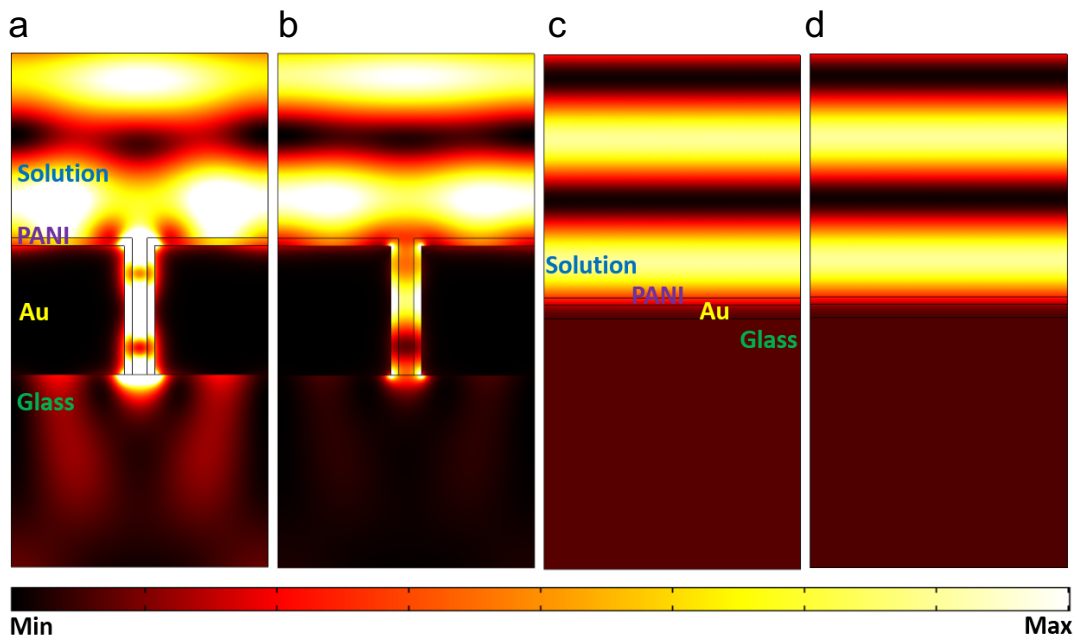 a b c d
Solution
PANI
Au
Glass
Solution
PANI
Au
Glass
Min Max